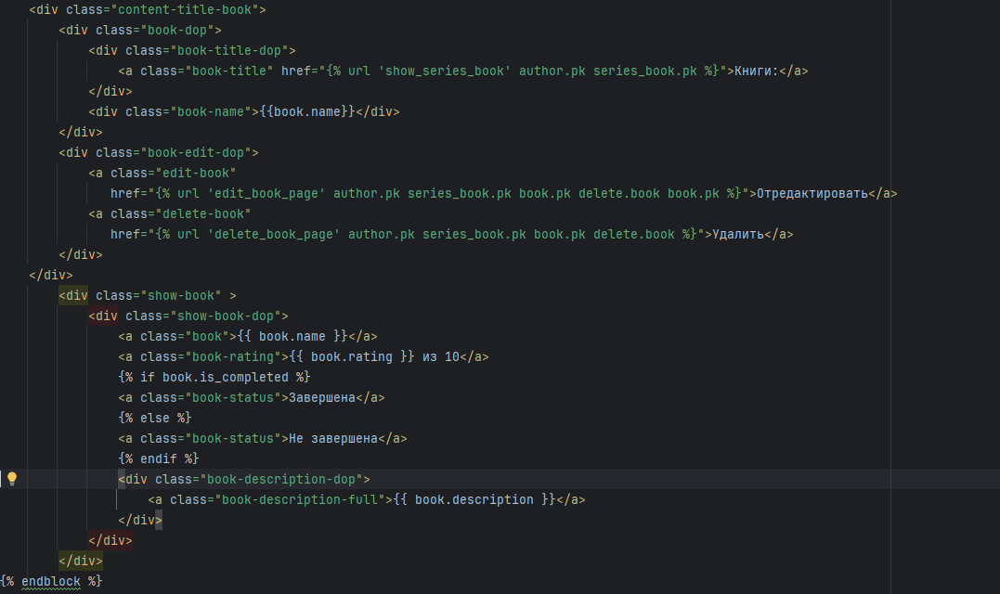 <div class="content-title-book">
<div class="book-dop">
<div class="book-title-dop">
<a class="book-title" href="{% url 'show_series_book' author.pk series_book.pk %}">Книги:</a>
</div>
<div class="book-name">{{book.name}}</div>
</div>
<div class="book-edit-dop">
<a class="edit-book"
href="{% url 'edit_book_page' author.pk series_book.pk book.pk delete.book book.pk %}">Отредактировать</a>
<a class="delete-book"
href="{% url 'delete_book_page' author.pk series_book.pk book.pk delete.book %}">Удалить</a>
</div>
</div>
<div class="show-book" >
<div class="show-book-dop">
<a class="book">{{ book.name }}</a>
<a class="book-rating">{{ book.rating }} из 10</a>
{% if book.is_completed %}
<a class="book-status">Завершена</a>
{% else %}
<a class="book-status">Не завершена</a>
{% endif %}
<div class="book-description-dop">
<a class="book-description-full">{{ book.description }}</a>
</div>
</div>
</div>
{% endblock %}